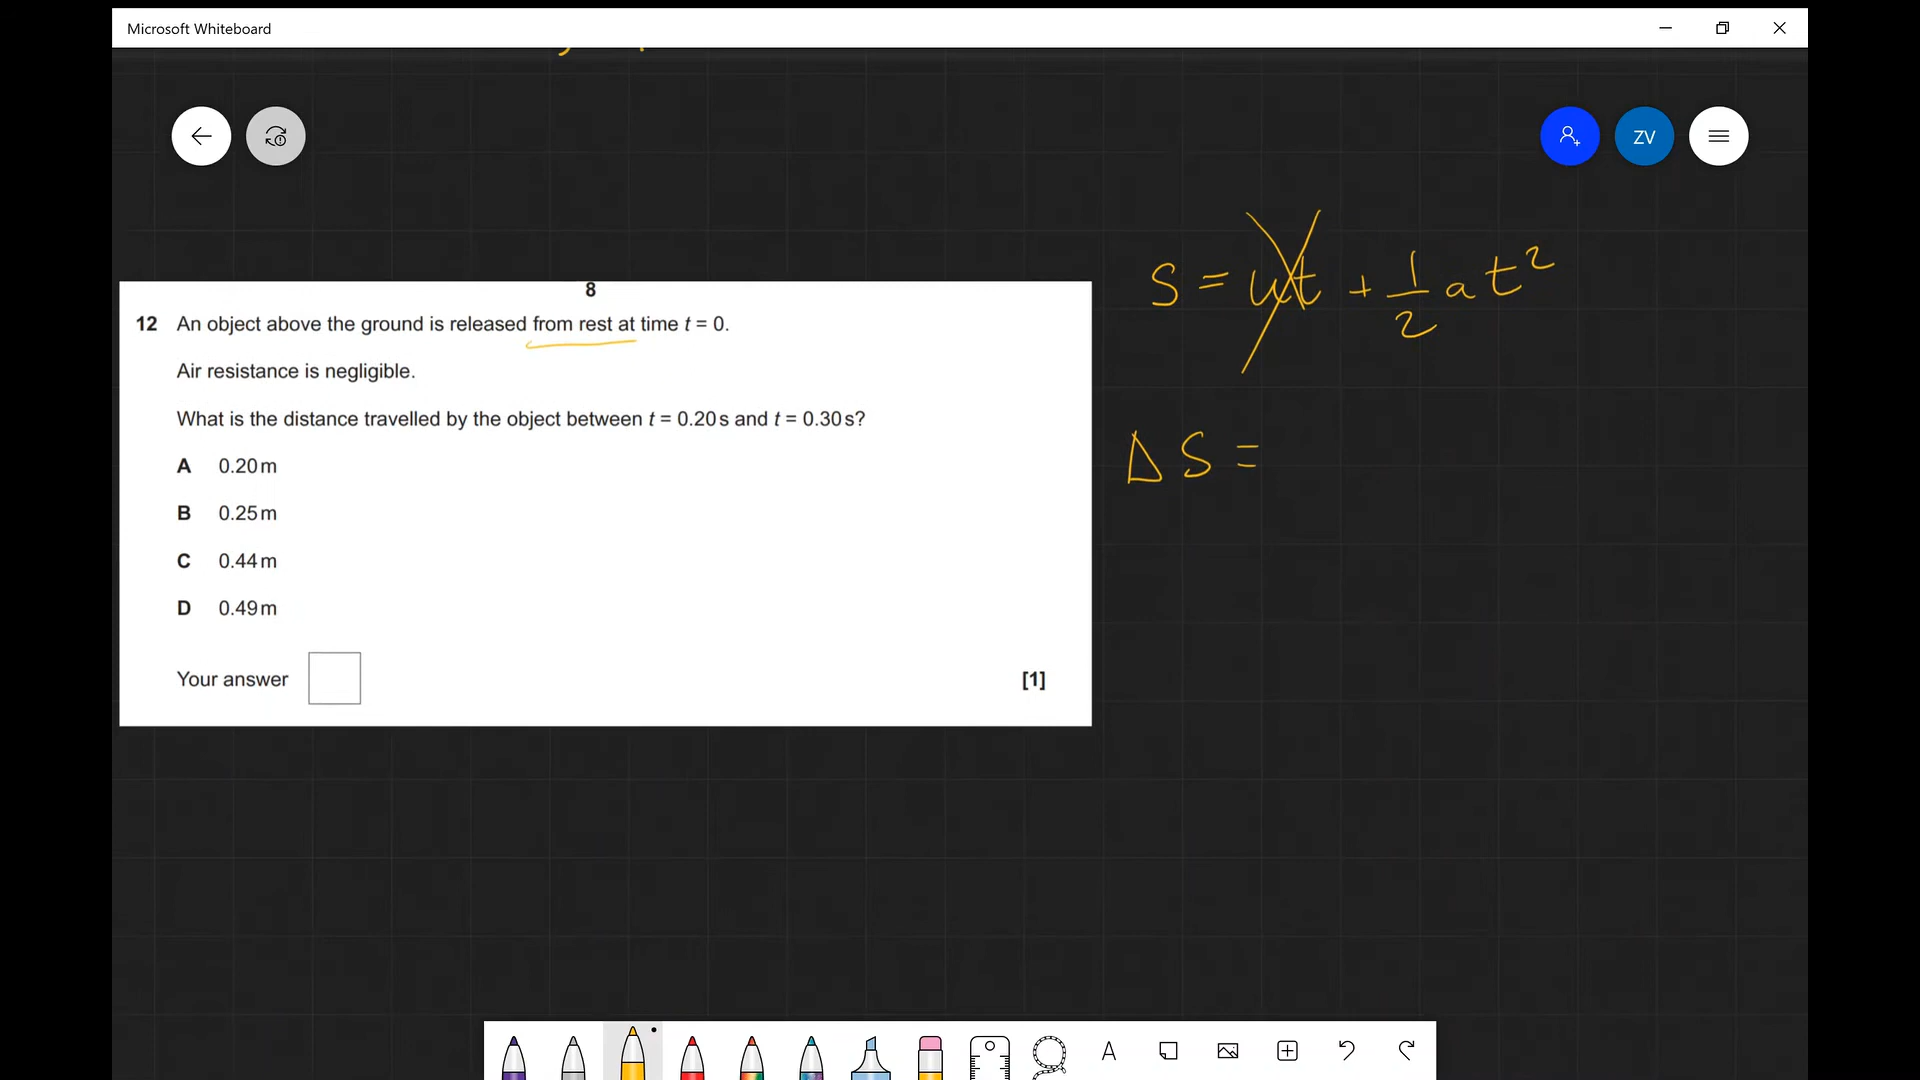 Microsoft Whiteboard
ZV
S = ut + 1/2 a t²
8
12 An object above the ground is released from rest at time t = 0.
Air resistance is negligible.
What is the distance travelled by the object between t = 0.20 s and t = 0.30 s?
Δ S =
A 0.20 m
B 0.25 m
C 0.44 m
D 0.49 m
Your answer [1]